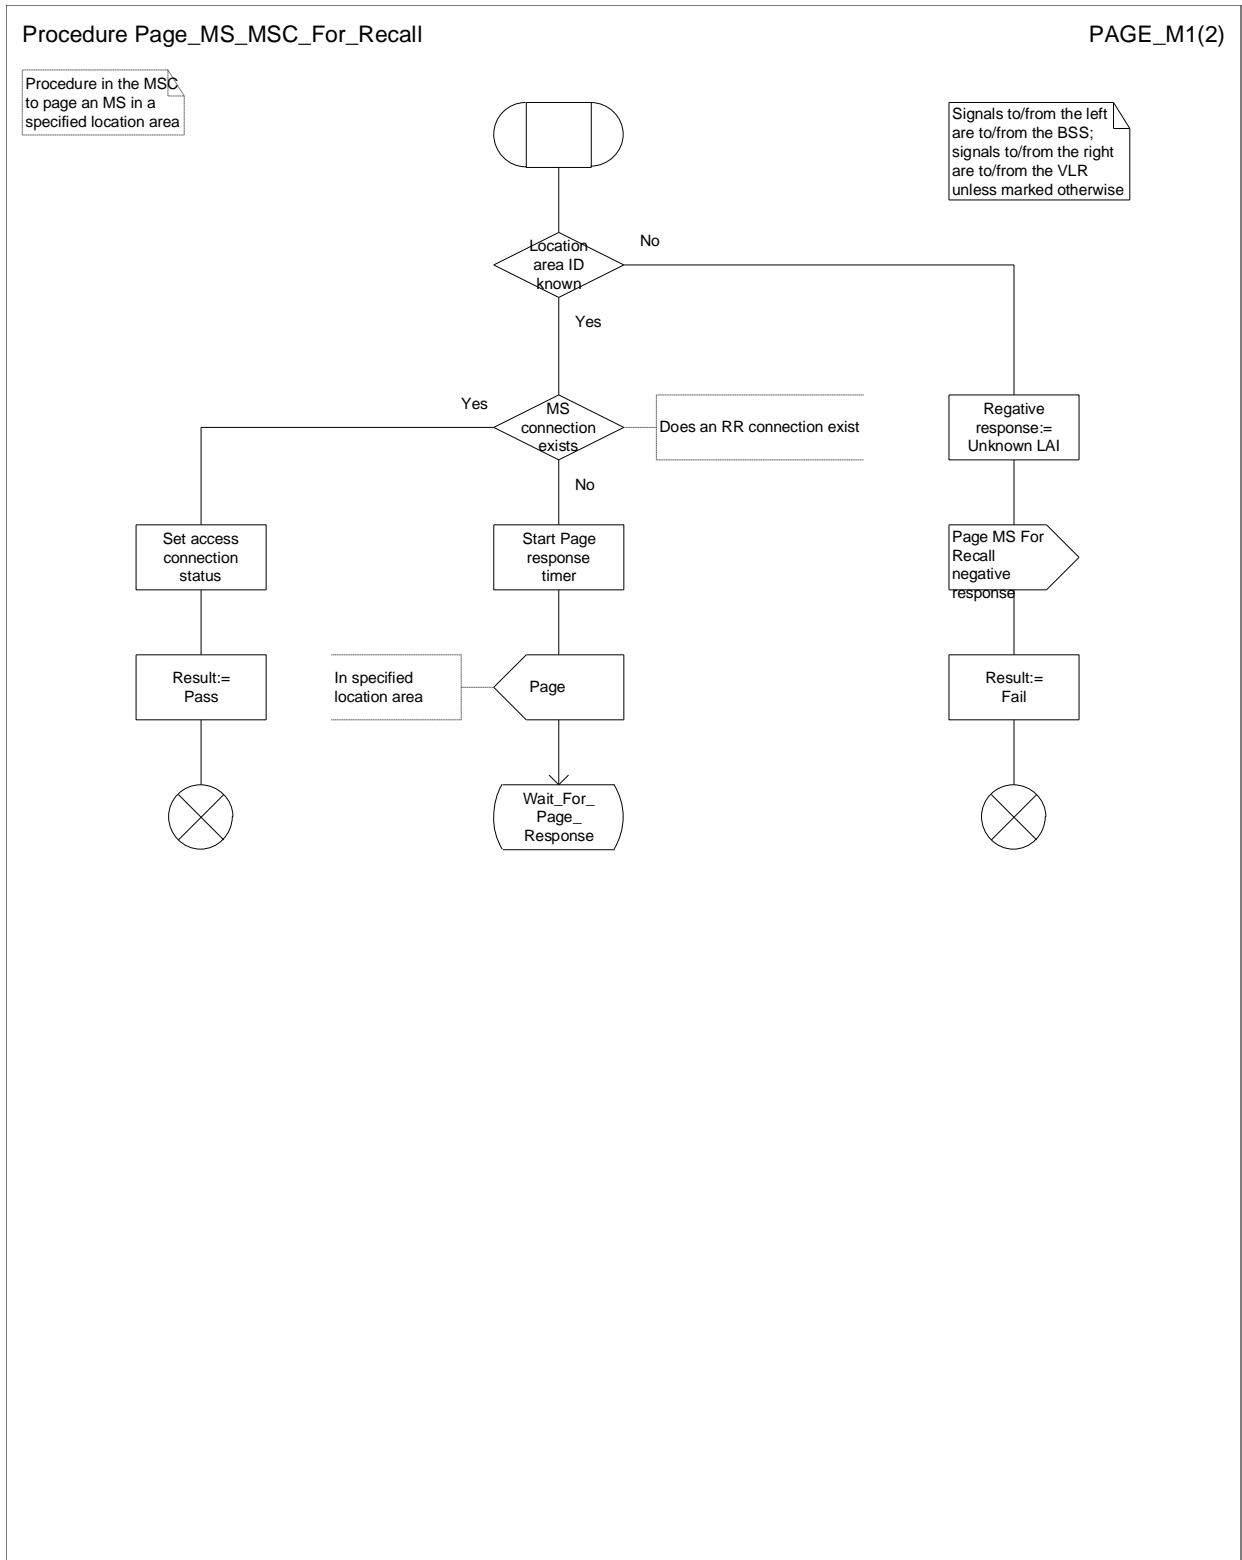 Procedure Page_MS_MSC_For_Recall
PAGE_M1(2)
Procedure in the MSC
to page an MS in a
specified location area
Signals to/from the left
are to/from the BSS;
signals to/from the right
are to/from the VLR
unless marked otherwise
Location
area ID
known
No
Yes
Yes
MS
connection
exists
Does an RR connection exist
Regative
response:=
Unknown LAI
No
Set access
connection
status
Start Page
response
timer
Page MS For
Recall
negative
response
Result:=
Pass
In specified
location area
Page
Result:=
Fail
Wait_For_
Page_
Response